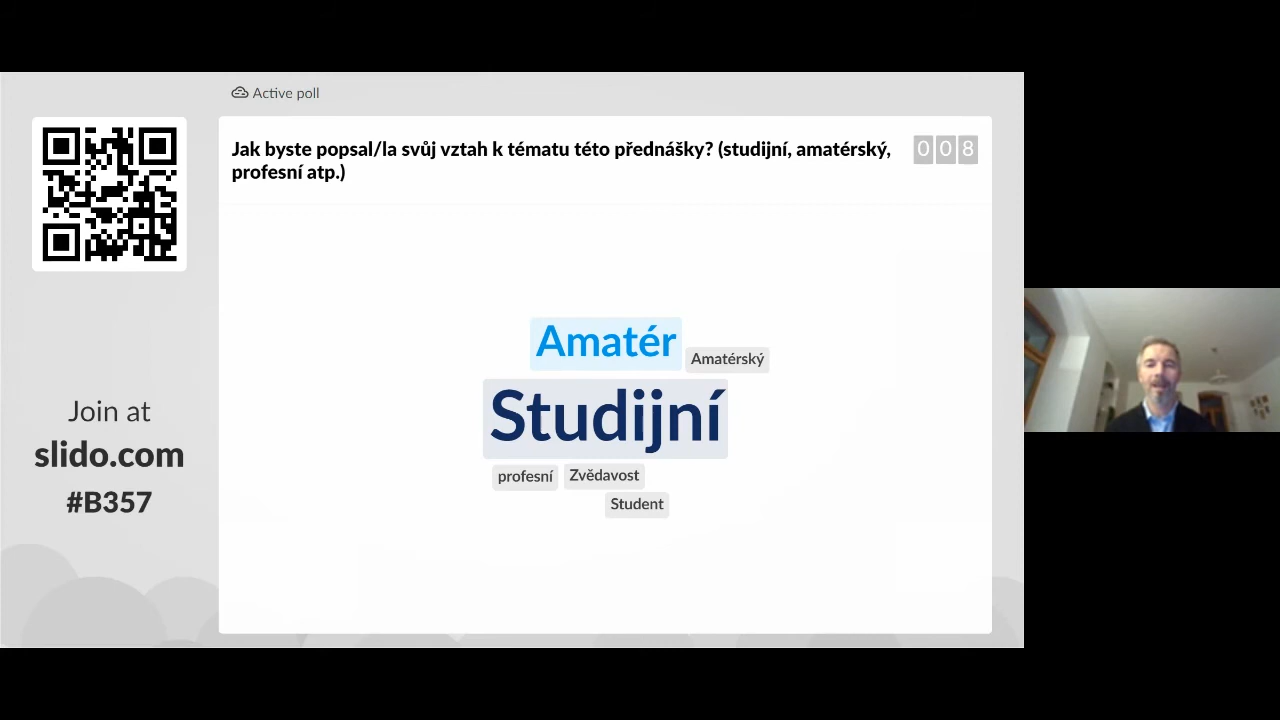 Active poll
Jak byste popsal/la svůj vztah k tématu této přednášky? (studijní, amatérský,
profesní atp.)
008
Amatér
Amatérský
Studijní
profesní
Zvědavost
Student
Join at
slido.com
#B357